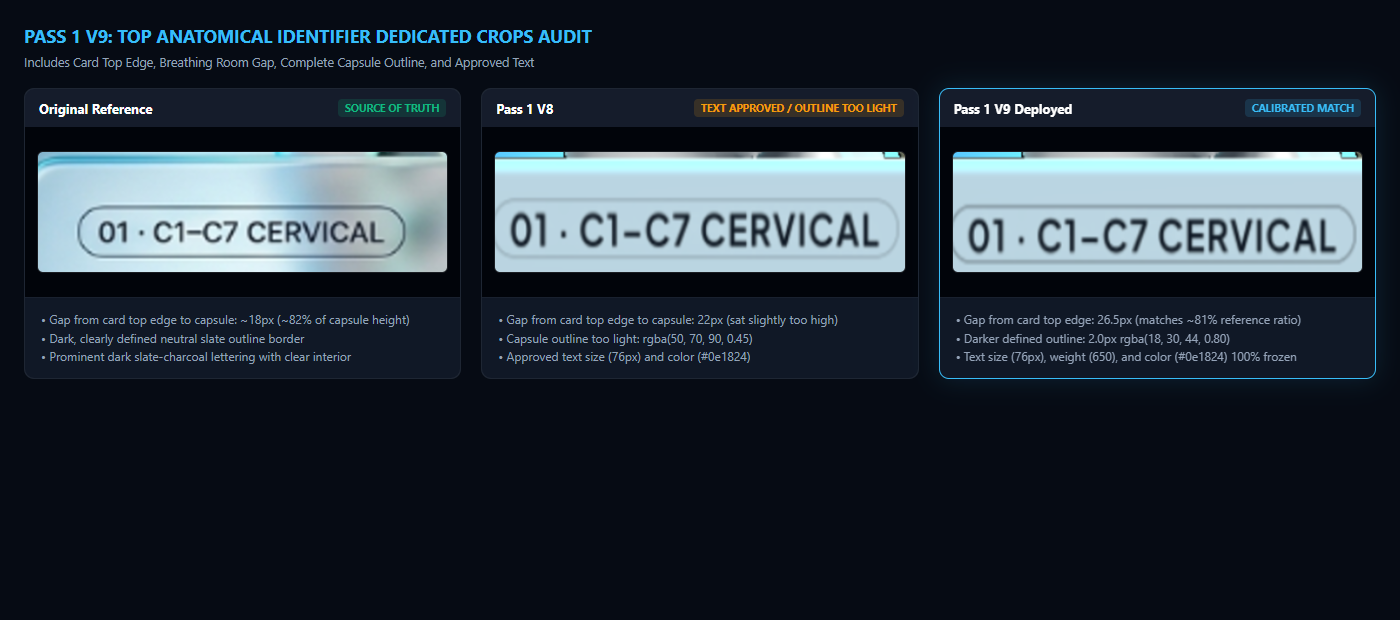 PASS 1 V9: TOP ANATOMICAL IDENTIFIER DEDICATED CROPS AUDIT
Includes Card Top Edge, Breathing Room Gap, Complete Capsule Outline, and Approved Text
Original Reference
SOURCE OF TRUTH
01 · C1–C7 CERVICAL
• Gap from card top edge to capsule: ~18px (~82% of capsule height)
• Dark, clearly defined neutral slate outline border
• Prominent dark slate-charcoal lettering with clear interior
Pass 1 V8
TEXT APPROVED / OUTLINE TOO LIGHT
01 · C1–C7 CERVICAL
• Gap from card top edge to capsule: 22px (sat slightly too high)
• Capsule outline too light: rgba(50, 70, 90, 0.45)
• Approved text size (76px) and color (#0e1824)
Pass 1 V9 Deployed
CALIBRATED MATCH
01 · C1–C7 CERVICAL
• Gap from card top edge: 26.5px (matches ~81% reference ratio)
• Darker defined outline: 2.0px rgba(18, 30, 44, 0.80)
• Text size (76px), weight (650), and color (#0e1824) 100% frozen